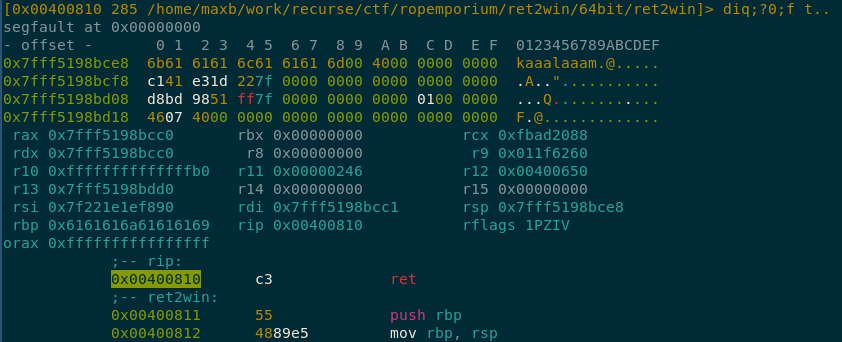 [0x00400810 285 /home/maxb/work/recurse/ctf/ropemporium/ret2win/64bit/ret2win]> diq;?0;f t..
segfault at 0x00000000
- offset -       0 1  2 3  4 5  6 7  8 9  A B  C D  E F  0123456789ABCDEF
0x7fff5198bce8  6b61 6161 6c61 6161 6d00 4000 0000 0000  kaaalaaam.@.....
0x7fff5198bcf8  c141 e31d 227f 0000 0000 0000 0000 0000  .A.."...........
0x7fff5198bd08  d8bd 9851 ff7f 0000 0000 0000 0100 0000  ...Q............
0x7fff5198bd18  4607 4000 0000 0000 0000 0000 0000 0000  F.@.............
rax 0x7fff5198bcc0 rbx 0x00000000 rcx 0xfbad2088
rdx 0x7fff5198bcc0 r8 0x00000000 r9 0x011f6260
r10 0xffffffffffffffb0 r11 0x00000246 r12 0x00400650
r13 0x7fff5198bdd0 r14 0x00000000 r15 0x00000000
rsi 0x7f221e1ef890 rdi 0x7fff5198bcc1 rsp 0x7fff5198bce8
rbp 0x6161616a61616169 rip 0x00400810 rflags 1PZIV
orax 0xffffffffffffffff
;-- rip:
0x00400810 c3 ret
;-- ret2win:
0x00400811 55 push rbp
0x00400812 4889e5 mov rbp, rsp